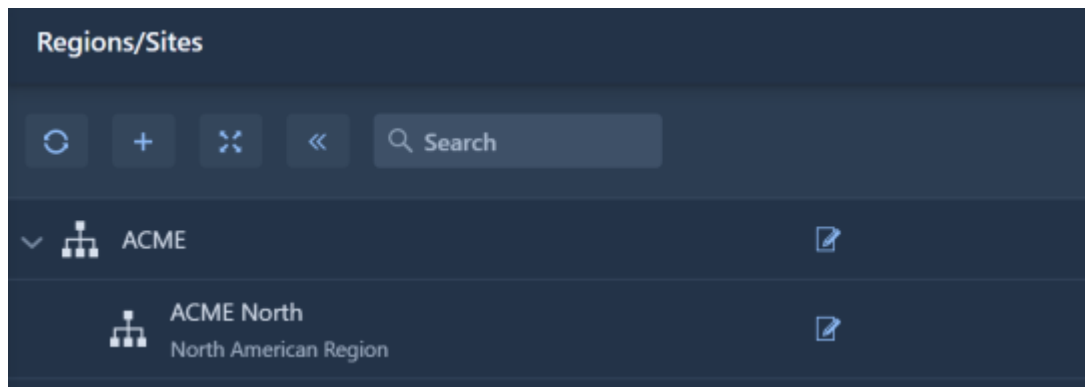 Regions/Sites
Search
ACME
ACME North
North American Region